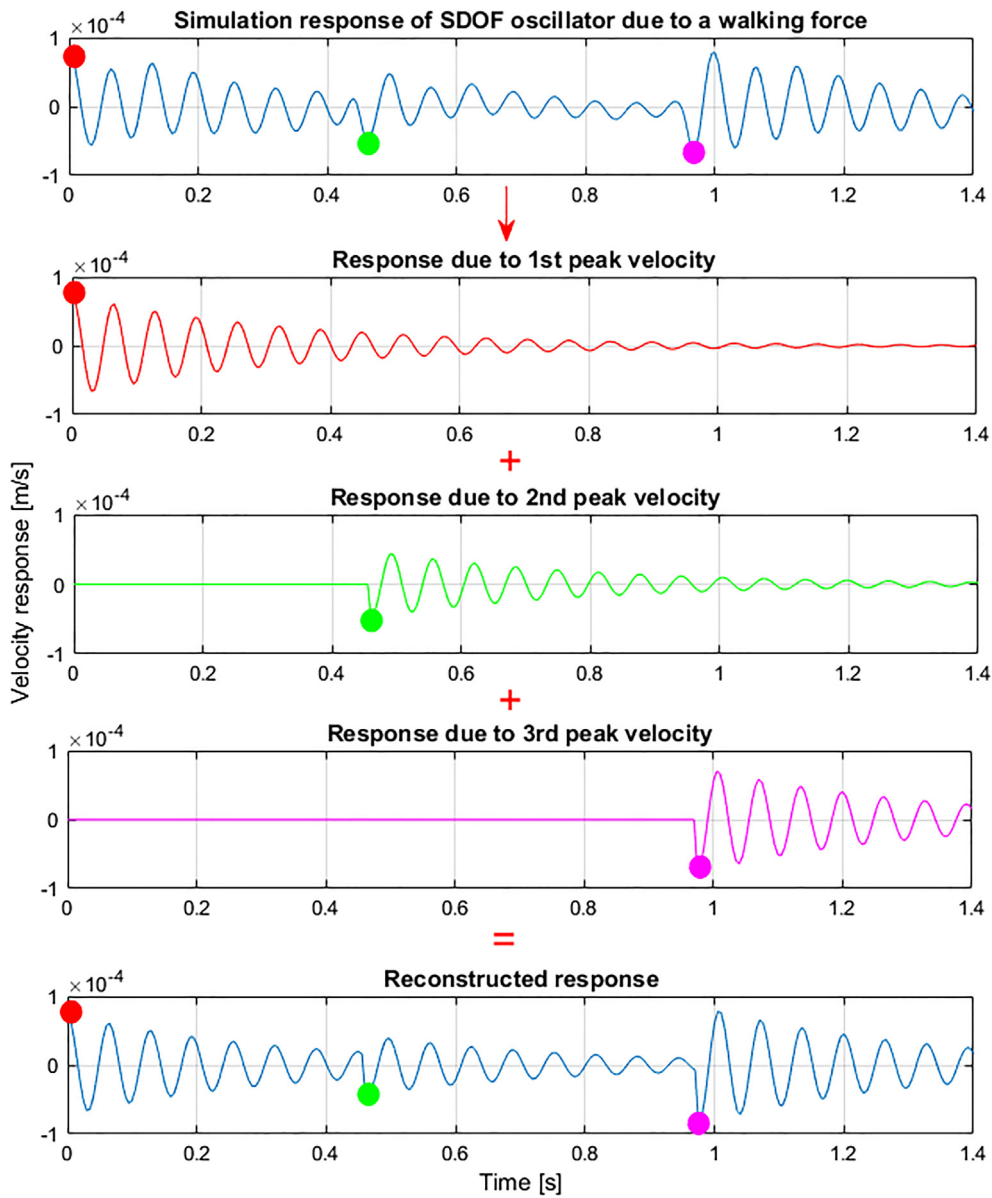 Simulation response of SDOF oscillator due to a walking force
×10-4
1
0
-1
0 0.2 0.4 0.6 0.8 1 1.2 1.4
Response due to 1st peak velocity
×10-4
1
0
-1
0 0.2 0.4 0.6 0.8 1 1.2 1.4
+
Response due to 2nd peak velocity
×10-4
1
0
-1
0 0.2 0.4 0.6 0.8 1 1.2 1.4
+
Velocity response [m/s]
Response due to 3rd peak velocity
×10-4
1
0
-1
0 0.2 0.4 0.6 0.8 1 1.2 1.4
=
Reconstructed response
×10-4
1
0
-1
0 0.2 0.4 0.6 0.8 1 1.2 1.4
Time [s]